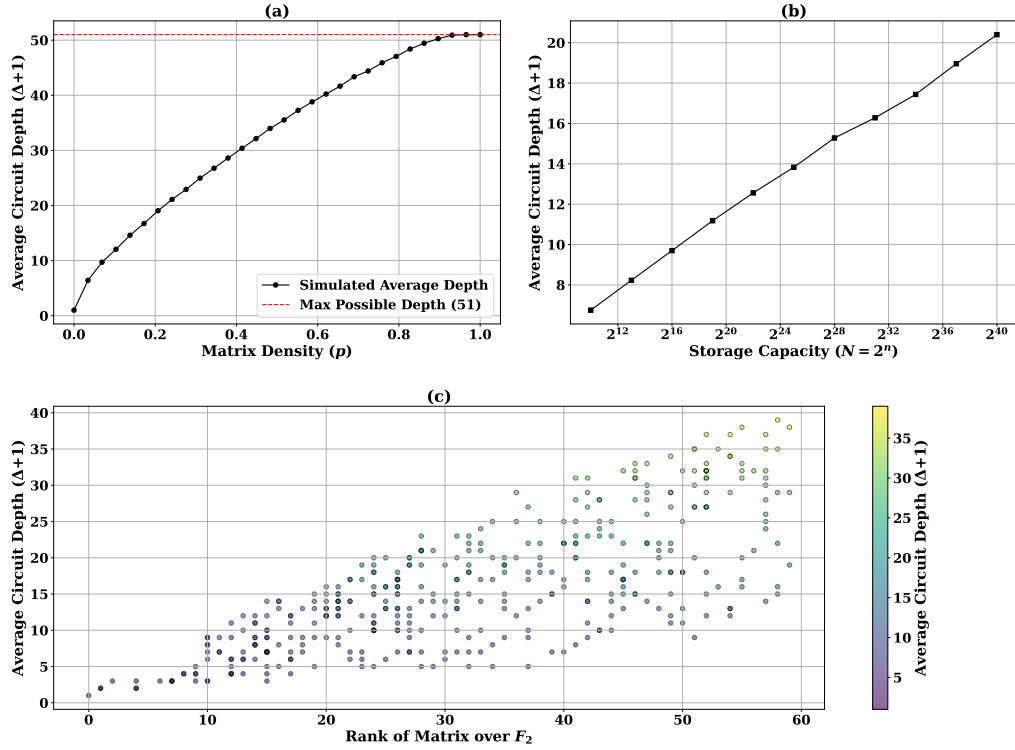 (a)
Average Circuit Depth (Δ+1)
50
40
30
20
10
0
Simulated Average Depth
Max Possible Depth (51)
0.0 0.2 0.4 0.6 0.8 1.0
Matrix Density (p)
(b)
Average Circuit Depth (Δ+1)
20
18
16
14
12
10
8
2^12 2^16 2^20 2^24 2^28 2^32 2^36 2^40
Storage Capacity (N = 2^n)
(c)
Average Circuit Depth (Δ+1)
40
35
30
25
20
15
10
5
0
0 10 20 30 40 50 60
Rank of Matrix over F_2
35
30
25
20
15
10
5
Average Circuit Depth (Δ+1)